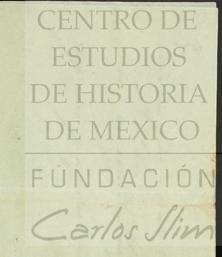 CENTRO DE
ESTUDIOS
DE HISTORIA
DE MEXICO
FUNDACIÓN
Carlos Slim